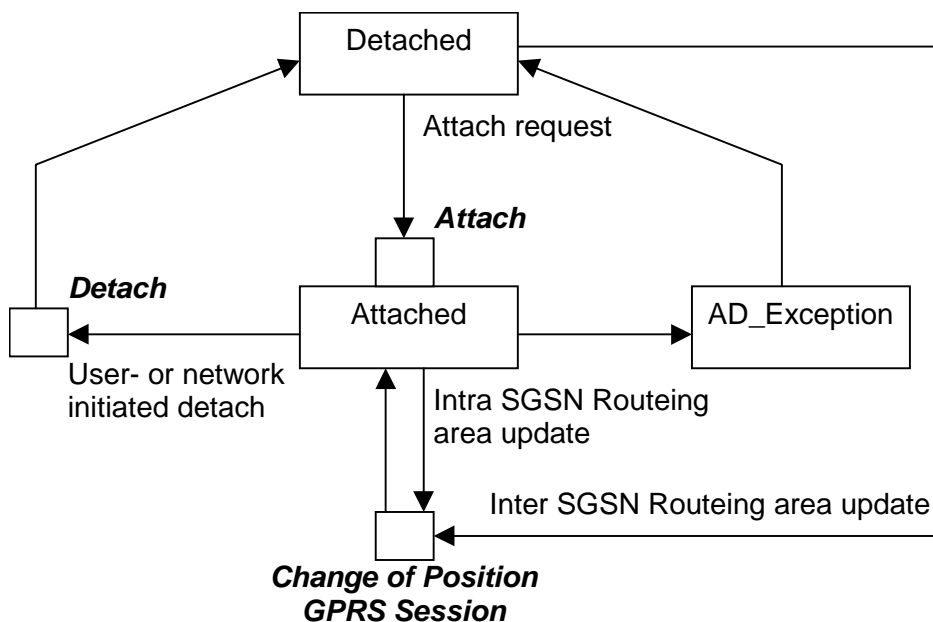 Detached
Attach request
Attach
Detach
Attached
AD_Exception
User- or network
initiated detach
Intra SGSN Routeing
area update
Inter SGSN Routeing area update
Change of Position
GPRS Session